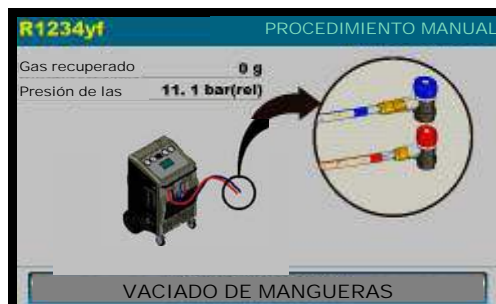 R1234yf PROCEDIMIENTO MANUAL
Gas recuperado 0 g
Presión de las 11. 1 bar(rel)
VACIADO DE MANGUERAS